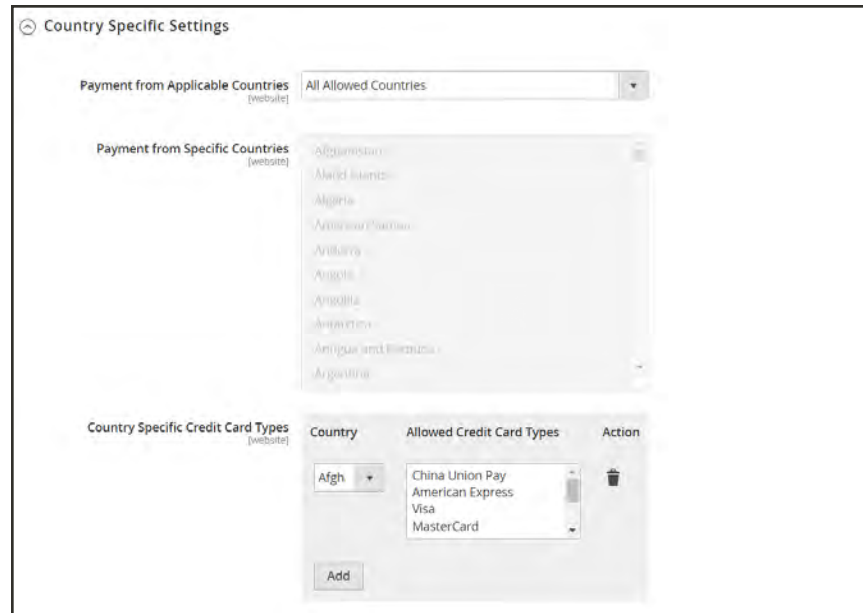 Country Specific Settings
Payment from Applicable Countries
[website]
All Allowed Countries
Payment from Specific Countries
[website]
Afghanistan
Åland Islands
Algeria
American Samoa
Andorra
Angola
Anguilla
Antarctica
Antigua and Barbuda
Argentina
Country Specific Credit Card Types
[website]
Country Allowed Credit Card Types Action
Afgh
China Union Pay
American Express
Visa
MasterCard
Add